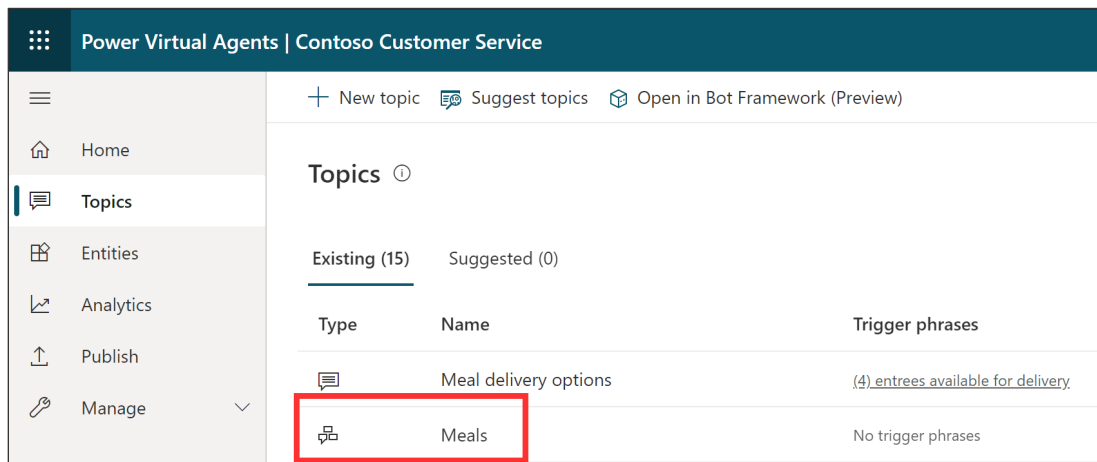 Power Virtual Agents | Contoso Customer Service
New topic Suggest topics Open in Bot Framework (Preview)
Home
Topics
Entities
Analytics
Publish
Manage
Topics
Existing (15) Suggested (0)
Type Name Trigger phrases
Meal delivery options (4) entrees available for delivery
Meals No trigger phrases